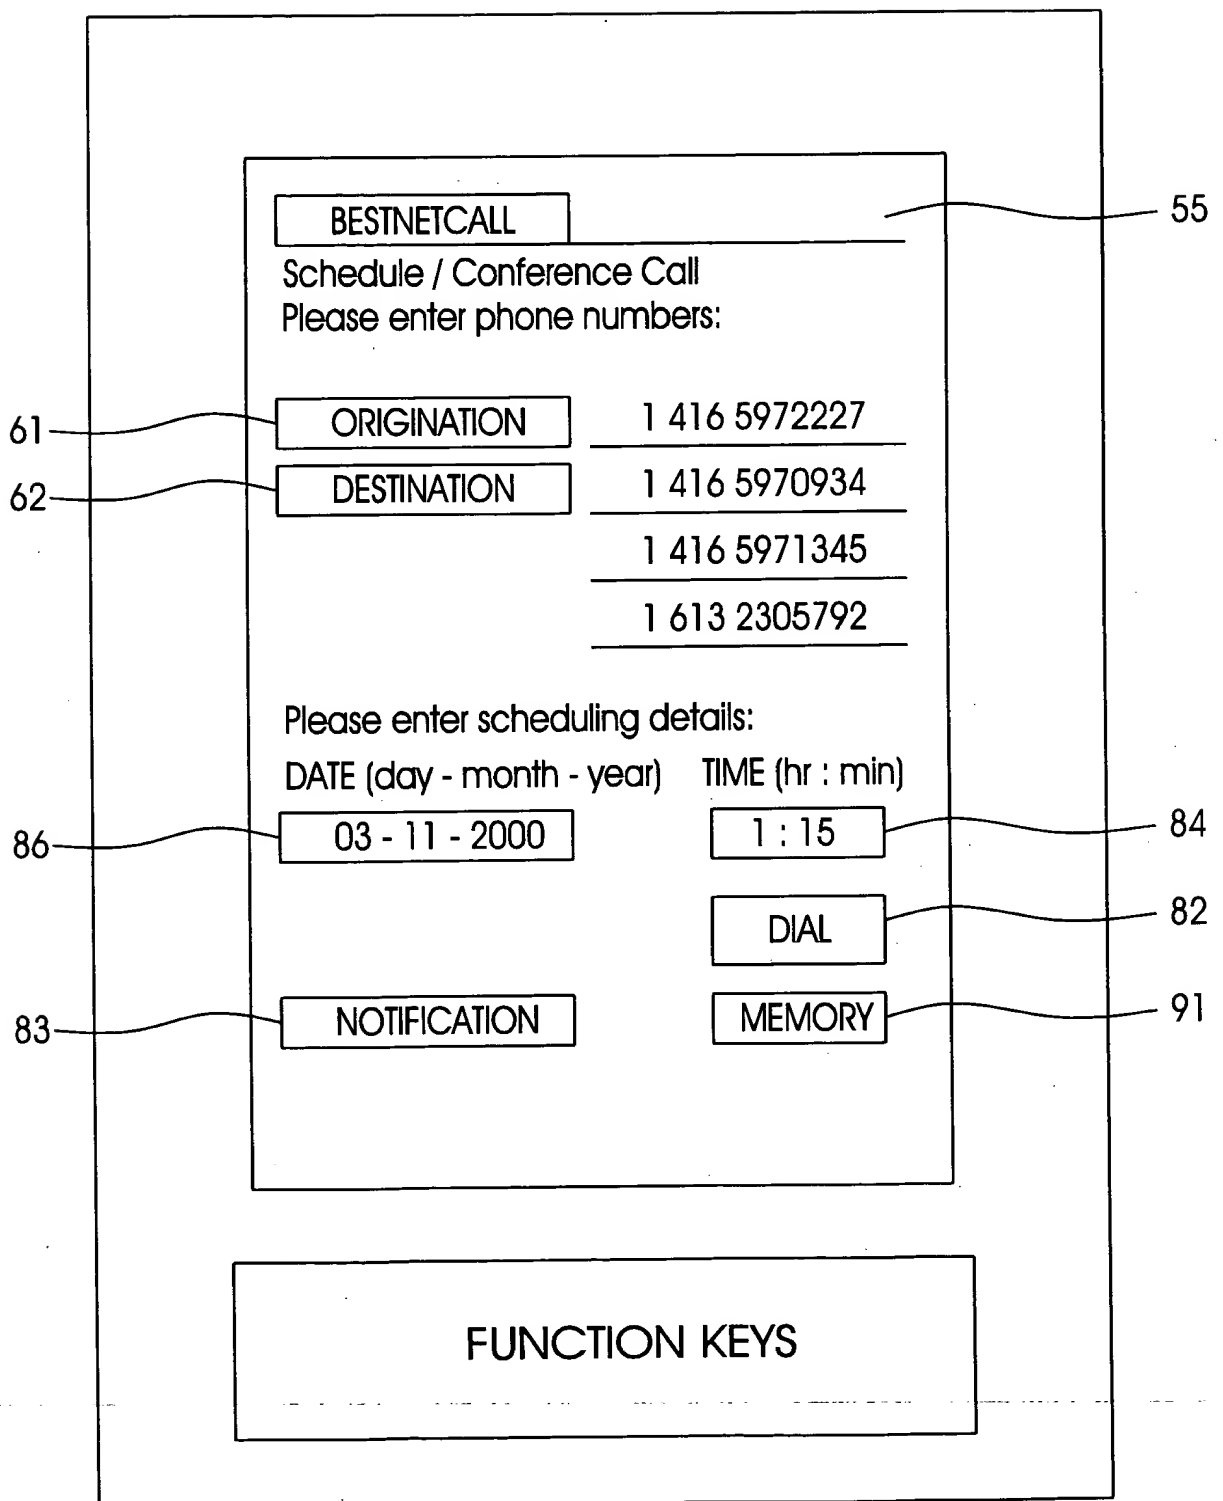 BESTNETCALL
55
Schedule / Conference Call
Please enter phone numbers:
61
ORIGINATION
1 416 5972227
62
DESTINATION
1 416 5970934
1 416 5971345
1 613 2305792
Please enter scheduling details:
DATE (day - month - year)
TIME (hr : min)
86
03 - 11 - 2000
1 : 15
84
DIAL
82
83
NOTIFICATION
MEMORY
91
FUNCTION KEYS